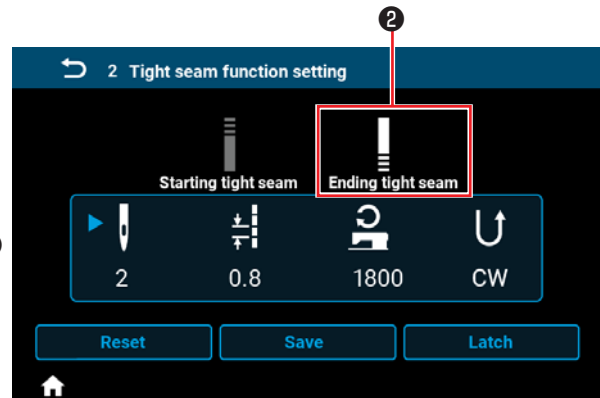 ❷
2 Tight seam function setting
Starting tight seam Ending tight seam
2 0.8 1800 CW
Reset Save Latch